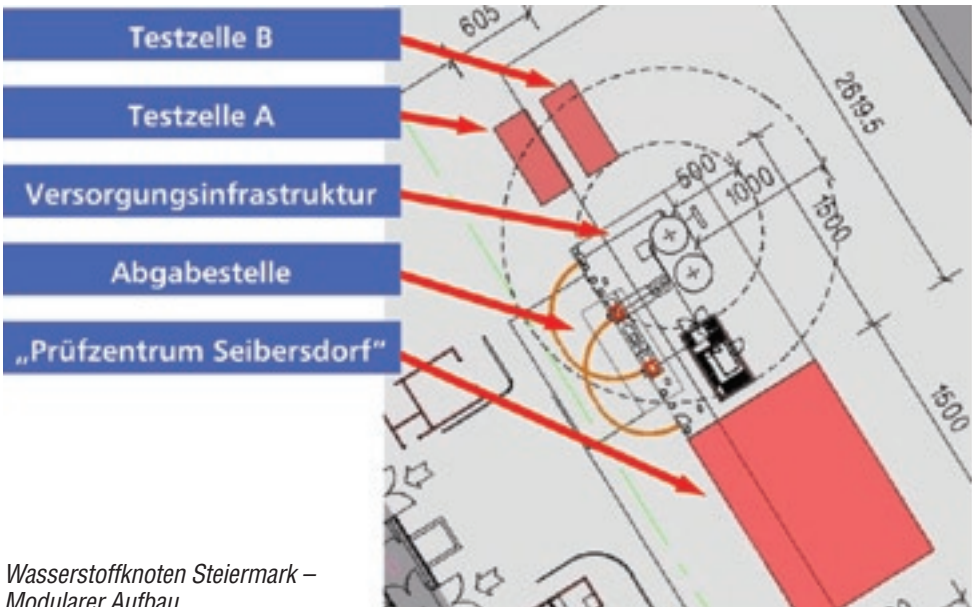 Testzelle B
Testzelle A
Versorgungsinfrastruktur
Abgabestelle
„Prüfzentrum Seibersdorf“
605
2619.5
500
1000
1500
1500
Wasserstoffknoten Steiermark –
Modularer Aufbau